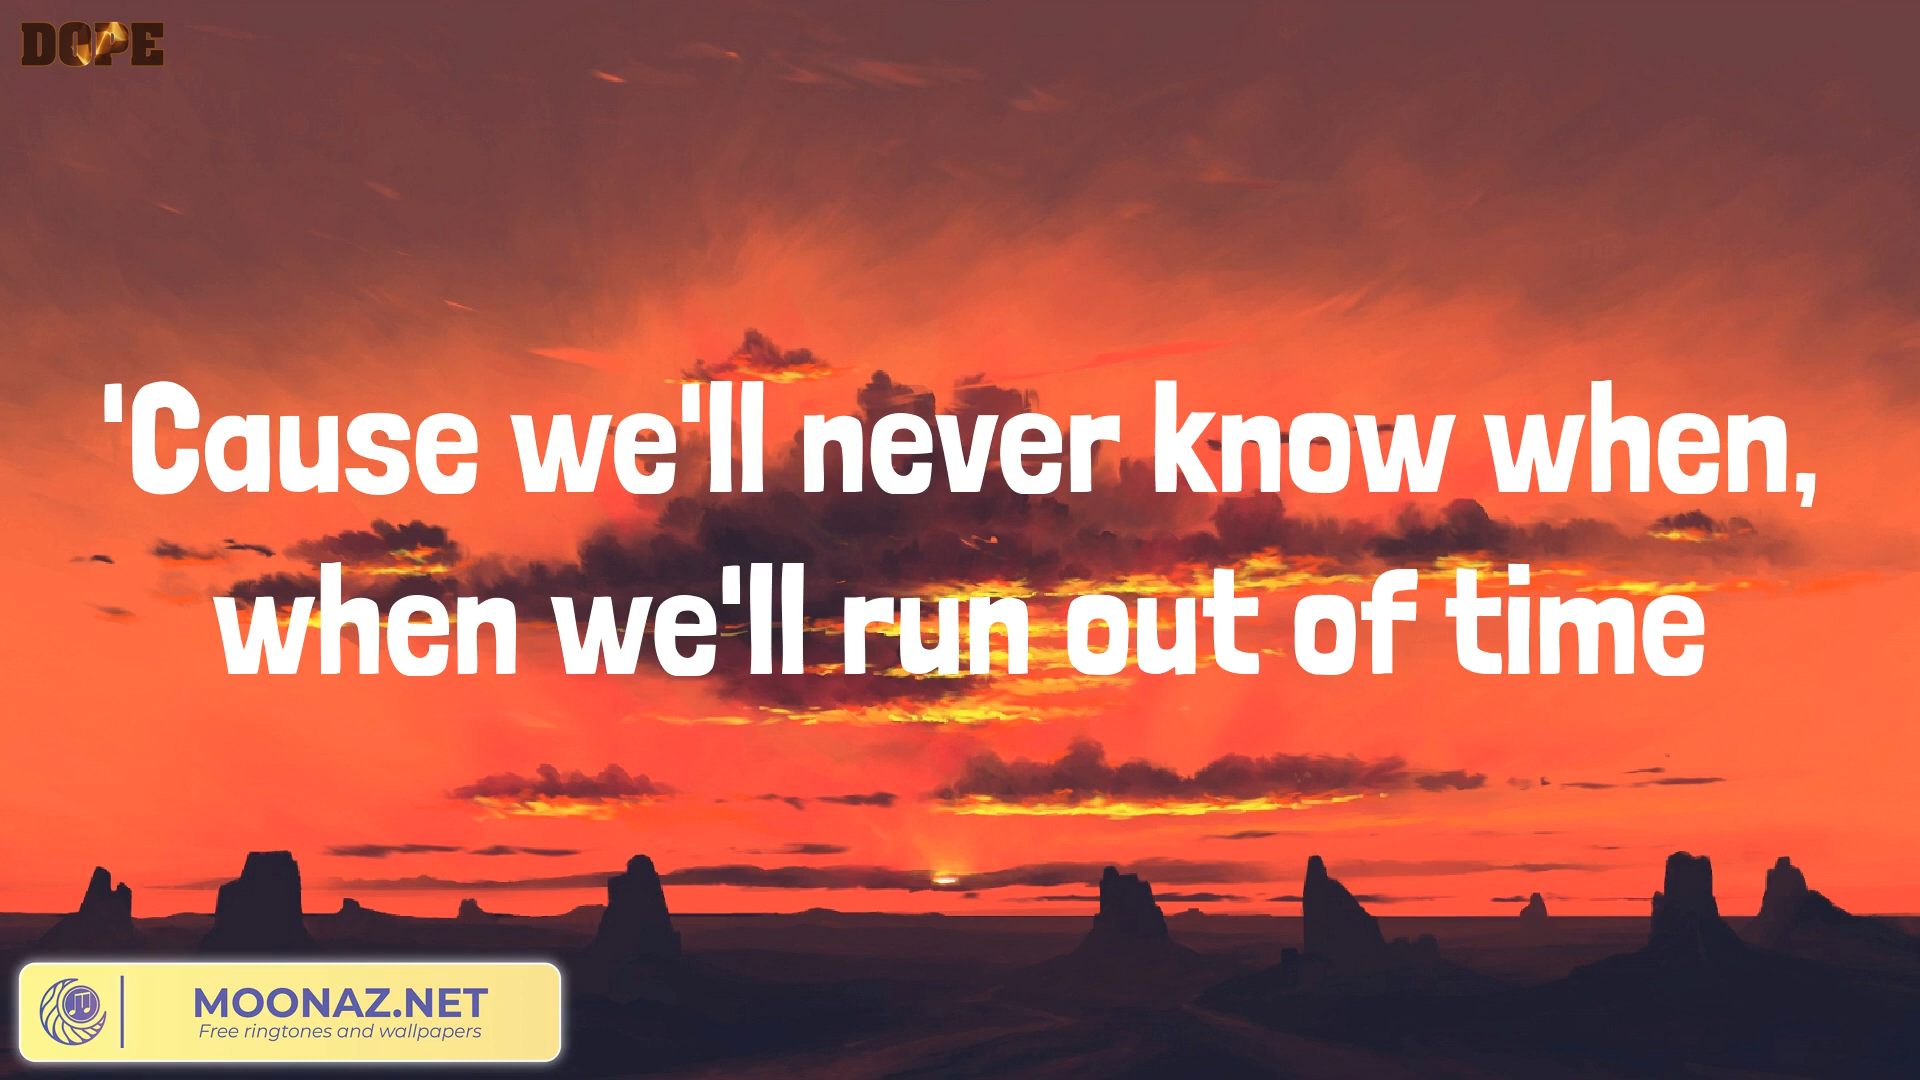 DOPE
'Cause we'll never know when,
when we'll run out of time
MOONAZ.NET
Free ringtones and wallpapers